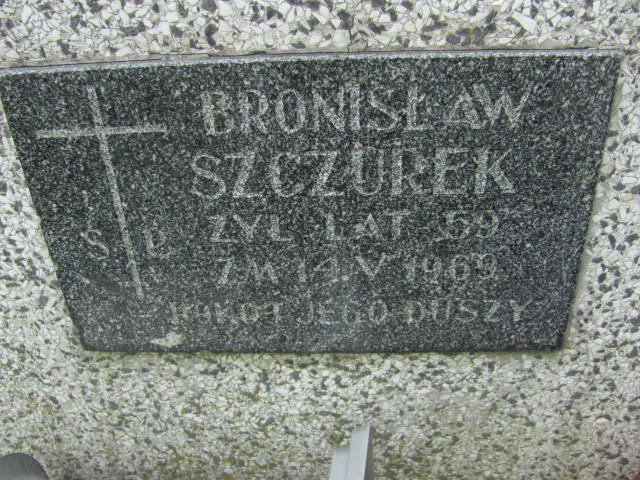 BRONISŁAW
SZCZUREK
Ś P
ŻYŁ LAT 59
ZM 14 V 1969
POKÓJ JEGO DUSZY